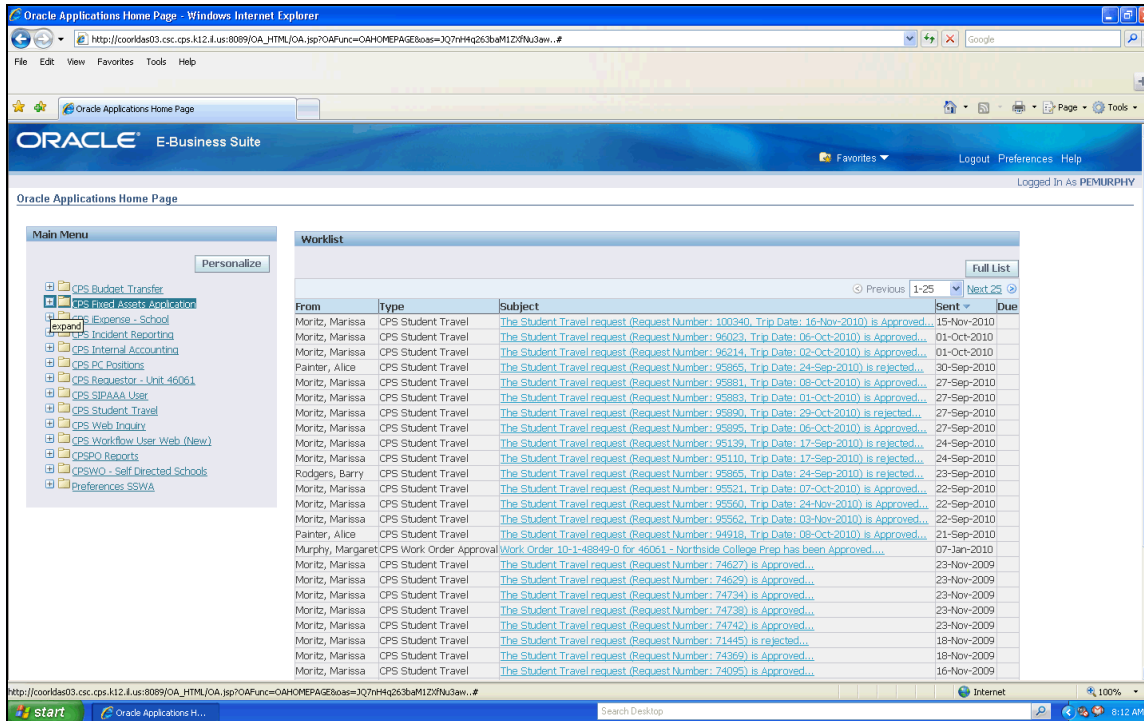 Oracle Applications Home Page - Windows Internet Explorer
http://coorldas03.csc.cps.k12.il.us:8089/OA_HTML/OA.jsp?OAFunc=OAHOMEPAGE&oas=JQ7nH4q263baM1ZXfNu3aw..#
Google
File Edit View Favorites Tools Help
Oracle Applications Home Page
Page Tools
ORACLE E-Business Suite
Favorites
Logout Preferences Help
Logged In As PEMURPHY
Oracle Applications Home Page
Main Menu
Personalize
CPS Budget Transfer
CPS Fixed Assets Application
CPS iExpense - School
expand
CPS Incident Reporting
CPS Internal Accounting
CPS PC Positions
CPS Requestor - Unit 46061
CPS SIPAAA User
CPS Student Travel
CPS Web Inquiry
CPS Workflow User Web (New)
CPSPO Reports
CPSWO - Self Directed Schools
Preferences SSWA
Worklist
Full List
Previous 1-25 Next 25
From Type Subject Sent Due
Moritz, Marissa CPS Student Travel The Student Travel request (Request Number: 100340, Trip Date: 16-Nov-2010) is Approved... 15-Nov-2010
Moritz, Marissa CPS Student Travel The Student Travel request (Request Number: 96023, Trip Date: 06-Oct-2010) is Approved... 01-Oct-2010
Moritz, Marissa CPS Student Travel The Student Travel request (Request Number: 96214, Trip Date: 02-Oct-2010) is Approved... 01-Oct-2010
Painter, Alice CPS Student Travel The Student Travel request (Request Number: 95865, Trip Date: 24-Sep-2010) is rejected... 30-Sep-2010
Moritz, Marissa CPS Student Travel The Student Travel request (Request Number: 95881, Trip Date: 08-Oct-2010) is Approved... 27-Sep-2010
Moritz, Marissa CPS Student Travel The Student Travel request (Request Number: 95883, Trip Date: 01-Oct-2010) is Approved... 27-Sep-2010
Moritz, Marissa CPS Student Travel The Student Travel request (Request Number: 95890, Trip Date: 29-Oct-2010) is rejected... 27-Sep-2010
Moritz, Marissa CPS Student Travel The Student Travel request (Request Number: 95895, Trip Date: 06-Oct-2010) is Approved... 27-Sep-2010
Moritz, Marissa CPS Student Travel The Student Travel request (Request Number: 95139, Trip Date: 17-Sep-2010) is rejected... 24-Sep-2010
Moritz, Marissa CPS Student Travel The Student Travel request (Request Number: 95110, Trip Date: 17-Sep-2010) is rejected... 24-Sep-2010
Rodgers, Barry CPS Student Travel The Student Travel request (Request Number: 95865, Trip Date: 24-Sep-2010) is rejected... 23-Sep-2010
Moritz, Marissa CPS Student Travel The Student Travel request (Request Number: 95521, Trip Date: 07-Oct-2010) is Approved... 22-Sep-2010
Moritz, Marissa CPS Student Travel The Student Travel request (Request Number: 95560, Trip Date: 24-Nov-2010) is Approved... 22-Sep-2010
Moritz, Marissa CPS Student Travel The Student Travel request (Request Number: 95562, Trip Date: 03-Nov-2010) is Approved... 22-Sep-2010
Painter, Alice CPS Student Travel The Student Travel request (Request Number: 94918, Trip Date: 08-Oct-2010) is Approved... 21-Sep-2010
Murphy, Margaret CPS Work Order Approval Work Order 10-1-48849-0 for 46061 - Northside College Prep has been Approved.... 07-Jan-2010
Moritz, Marissa CPS Student Travel The Student Travel request (Request Number: 74627) is Approved... 23-Nov-2009
Moritz, Marissa CPS Student Travel The Student Travel request (Request Number: 74629) is Approved... 23-Nov-2009
Moritz, Marissa CPS Student Travel The Student Travel request (Request Number: 74734) is Approved... 23-Nov-2009
Moritz, Marissa CPS Student Travel The Student Travel request (Request Number: 74738) is Approved... 23-Nov-2009
Moritz, Marissa CPS Student Travel The Student Travel request (Request Number: 74742) is Approved... 23-Nov-2009
Moritz, Marissa CPS Student Travel The Student Travel request (Request Number: 71445) is rejected... 18-Nov-2009
Moritz, Marissa CPS Student Travel The Student Travel request (Request Number: 74369) is Approved... 18-Nov-2009
Moritz, Marissa CPS Student Travel The Student Travel request (Request Number: 74095) is Approved... 16-Nov-2009
http://coorldas03.csc.cps.k12.il.us:8089/OA_HTML/OA.jsp?OAFunc=OAHOMEPAGE&oas=JQ7nH4q263baM1ZXfNu3aw..#
Internet 100%
start Oracle Applications H... Search Desktop 8:12 AM